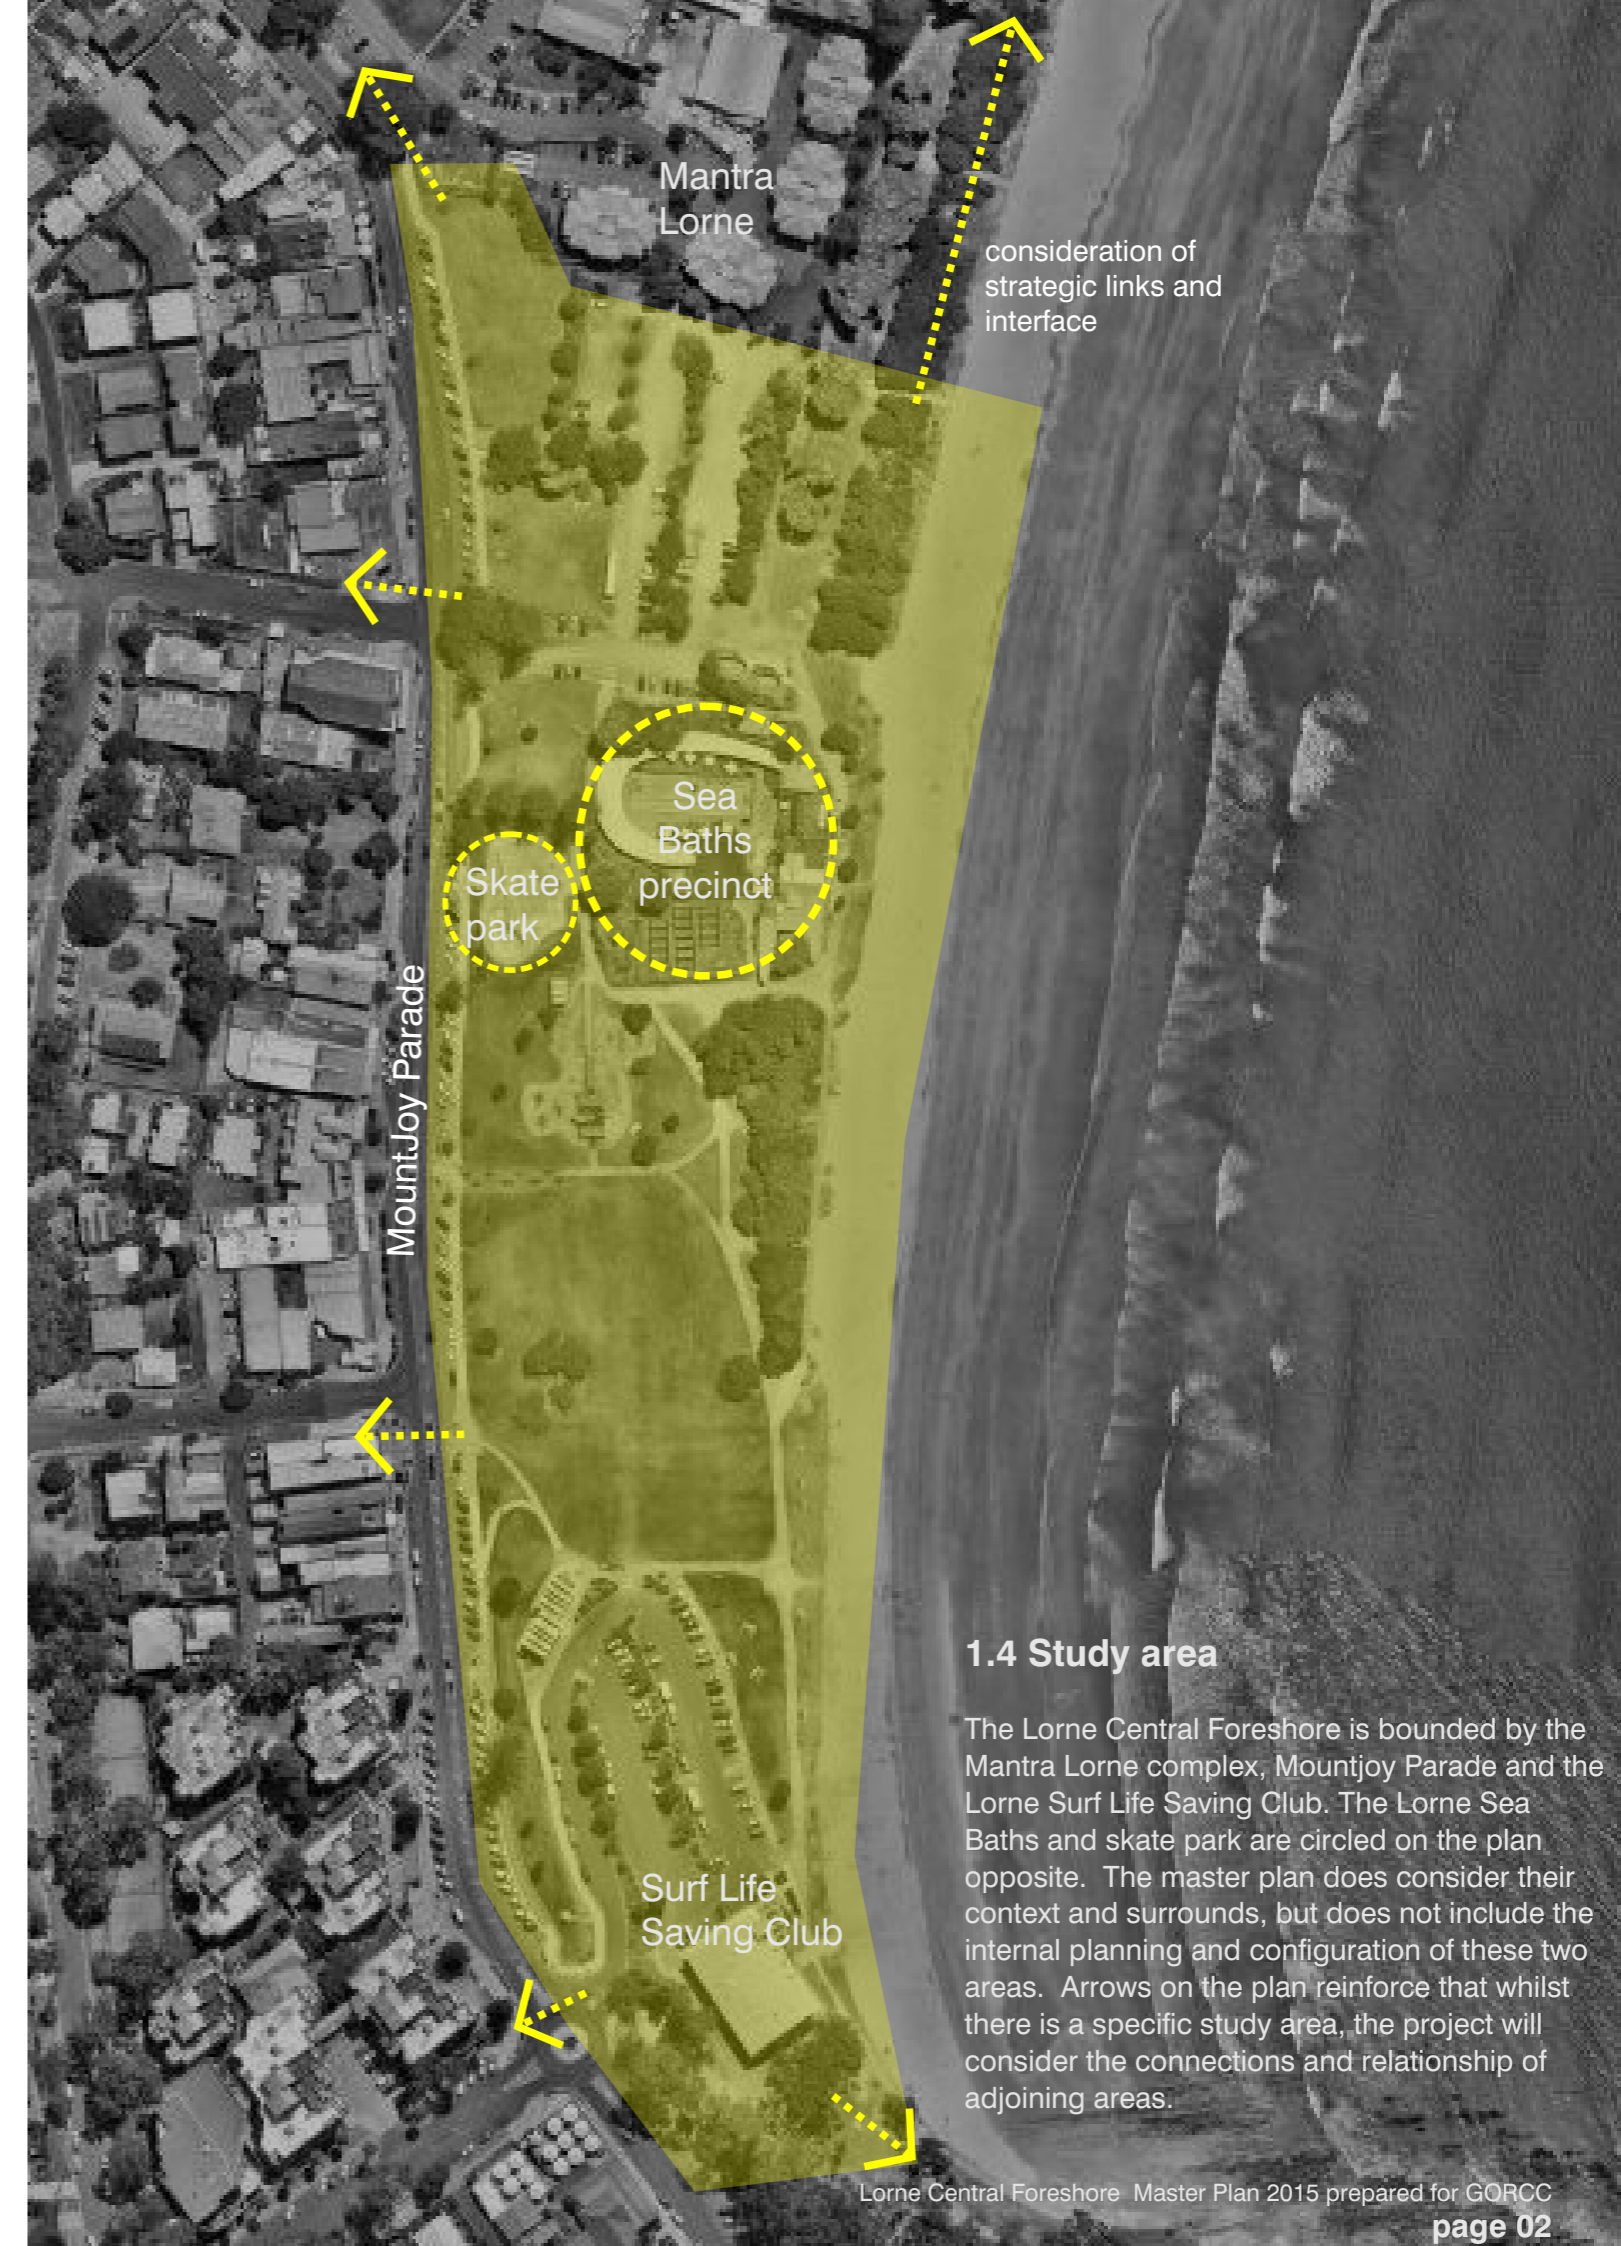 Mantra
Lorne
consideration of
strategic links and
interface
Sea
Baths
precinct
Skate
park
MountJoy Parade
1.4 Study area
The Lorne Central Foreshore is bounded by the
Mantra Lorne complex, Mountjoy Parade and the
Lorne Surf Life Saving Club. The Lorne Sea
Baths and skate park are circled on the plan
opposite.  The master plan does consider their
context and surrounds, but does not include the
internal planning and configuration of these two
areas.  Arrows on the plan reinforce that whilst
there is a specific study area, the project will
consider the connections and relationship of
adjoining areas.
Surf Life
Saving Club
Lorne Central Foreshore  Master Plan 2015 prepared for GORCC
page 02